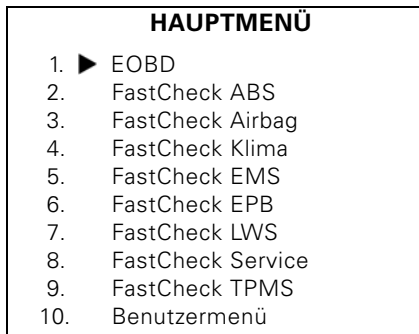 HAUPTMENÜ
1. ▶ EOBD
2. FastCheck ABS
3. FastCheck Airbag
4. FastCheck Klima
5. FastCheck EMS
6. FastCheck EPB
7. FastCheck LWS
8. FastCheck Service
9. FastCheck TPMS
10. Benutzermenü